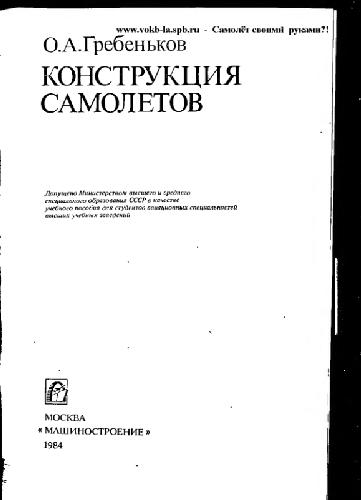 www.vokb-la.spb.ru - Самолёт своими руками?!
О.А.Гребеньков
КОНСТРУКЦИЯ
САМОЛЕТОВ
Допущено Министерством высшего и среднего
специального образования СССР в качестве
учебного пособия для студентов авиационных специальностей
высших учебных заведений
МОСКВА
« МАШИНОСТРОЕНИЕ »
1984